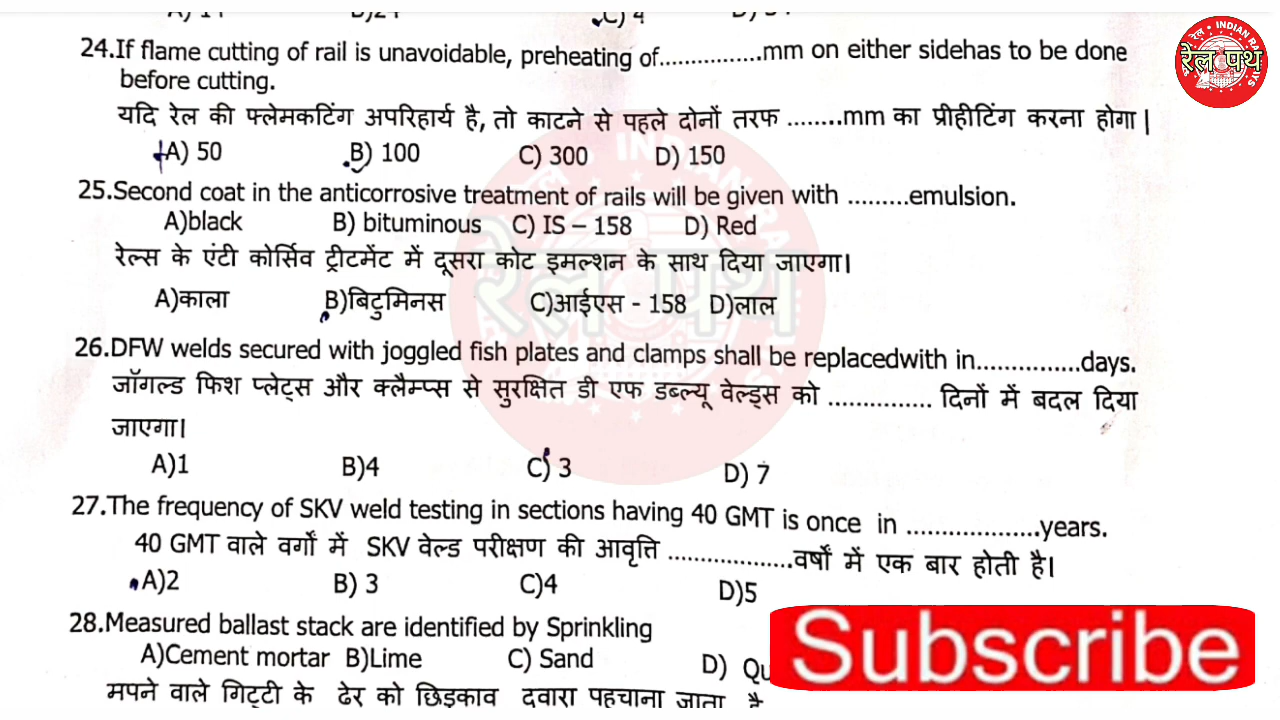 24.If flame cutting of rail is unavoidable, preheating of................mm on either sidehas to be done
before cutting.
यदि रेल की फ्लेमकटिंग अपरिहार्य है, तो काटने से पहले दोनों तरफ ........mm का प्रीहीटिंग करना होगा |
A) 50 B) 100 C) 300 D) 150
25.Second coat in the anticorrosive treatment of rails will be given with .........emulsion.
A)black B) bituminous C) IS – 158 D) Red
रेल्स के एंटी कोर्सिव ट्रीटमेंट में दूसरा कोट इमल्शन के साथ दिया जाएगा।
A)काला B)बिटुमिनस C)आईएस - 158 D)लाल
26.DFW welds secured with joggled fish plates and clamps shall be replacedwith in...............days.
जॉगल्ड फिश प्लेट्स और क्लैम्प्स से सुरक्षित डी एफ डब्ल्यू वेल्ड्स को ............... दिनों में बदल दिया
जाएगा।
A)1 B)4 C) 3 D) 7
27.The frequency of SKV weld testing in sections having 40 GMT is once in ...................years.
40 GMT वाले वर्गों में SKV वेल्ड परीक्षण की आवृत्ति ..................वर्षों में एक बार होती है।
A)2 B) 3 C)4 D)5
28.Measured ballast stack are identified by Sprinkling
A)Cement mortar B)Lime C) Sand D)
मपने वाले गिट्टी के ढेर को छिड़काव दवारा पहचाना जाता है
Subscribe
रेल पथ
INDIAN RAILWAYS